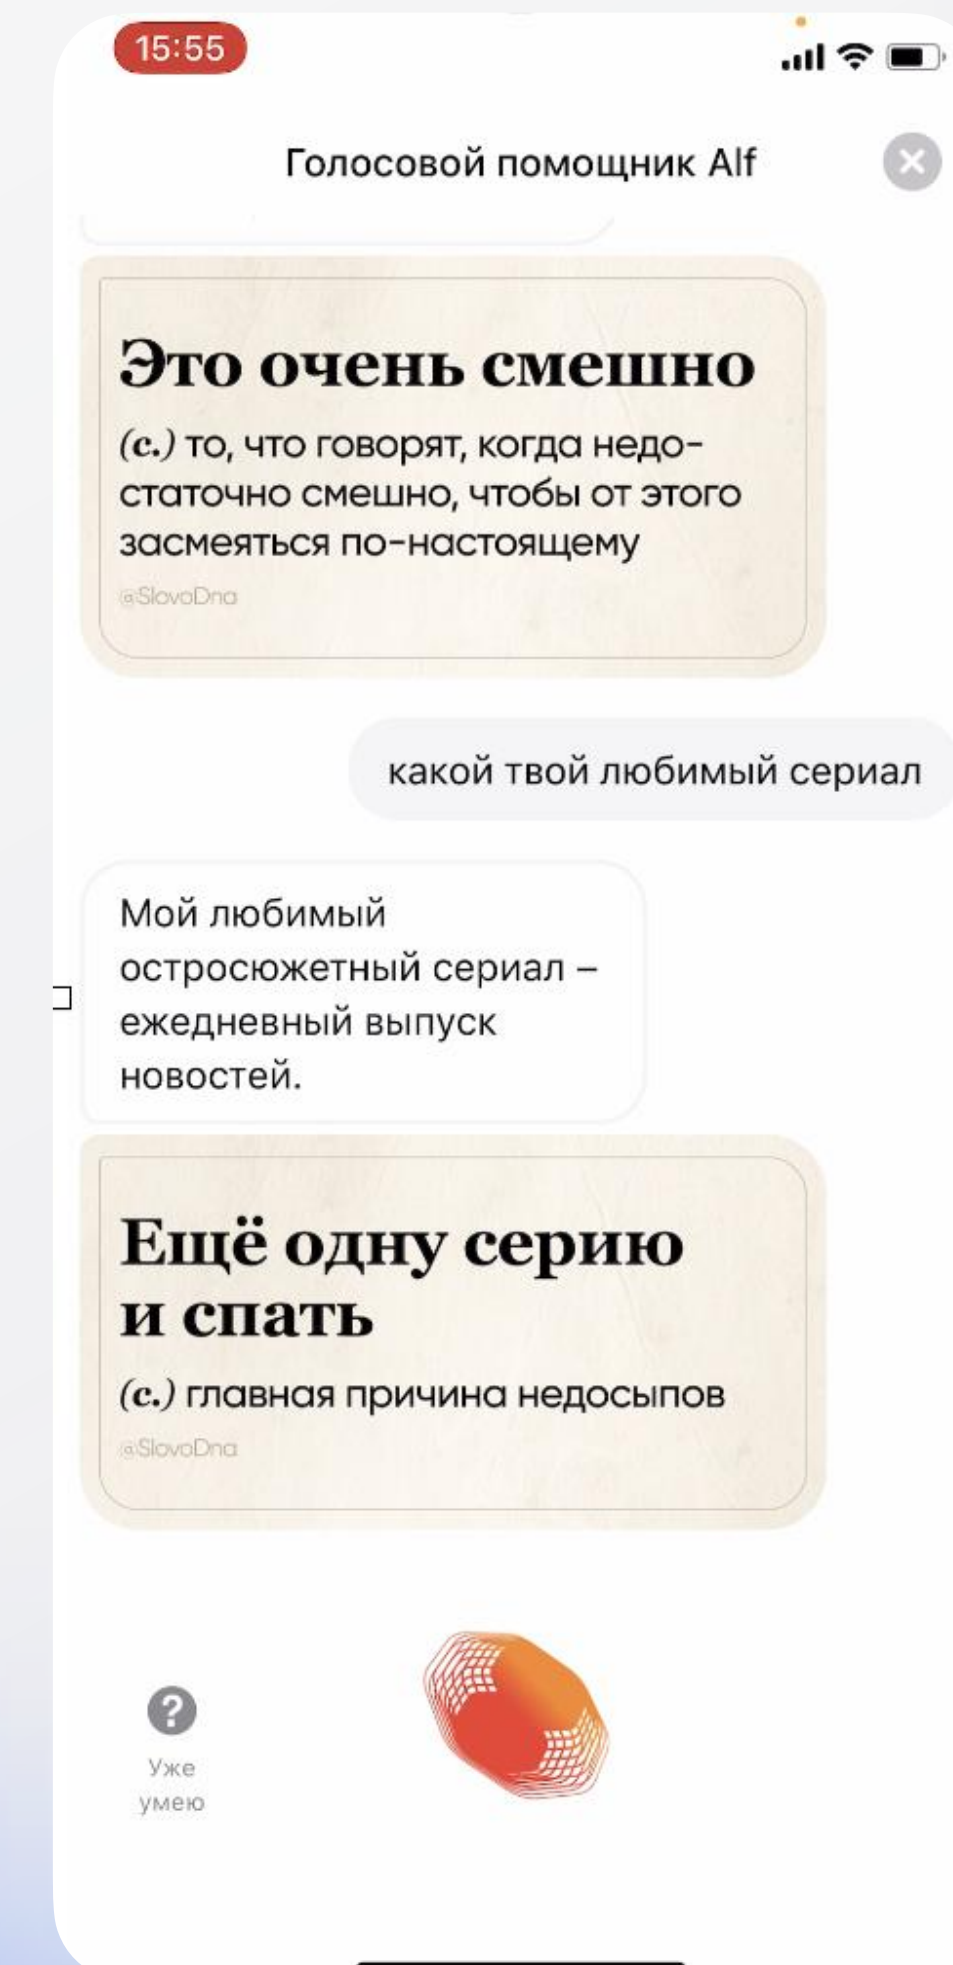 15:55
Голосовой помощник Alf
Это очень смешно
(с.) то, что говорят, когда недо-
статочно смешно, чтобы от этого
засмеяться по-настоящему
@SlovoDna
какой твой любимый сериал
Мой любимый
остросюжетный сериал –
ежедневный выпуск
новостей.
Ещё одну серию
и спать
(с.) главная причина недосыпов
@SlovoDna
?
Уже
умею